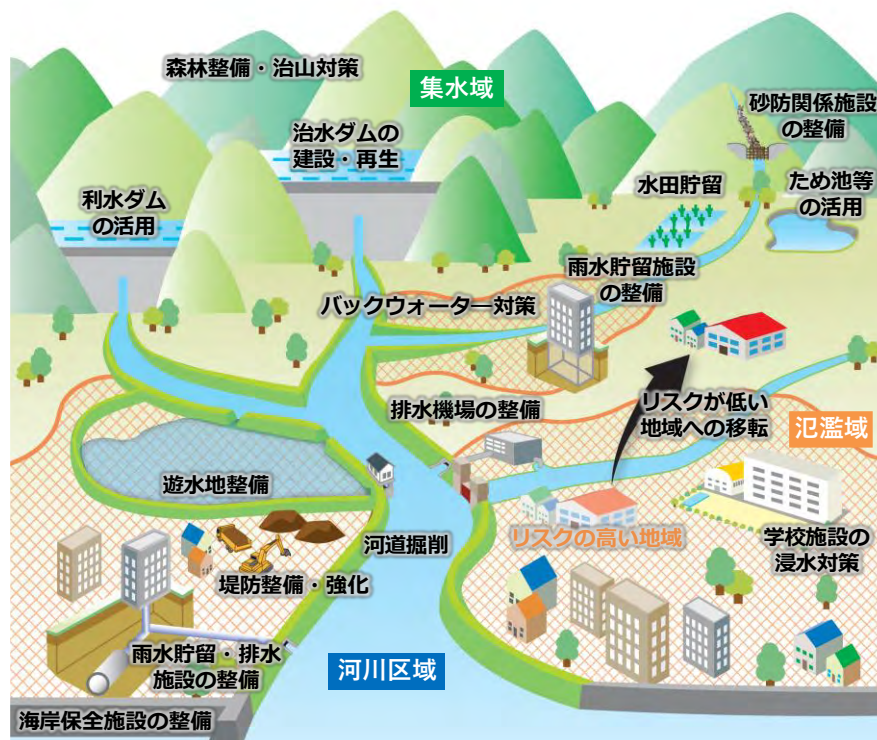 森林整備・治山対策
集水域
砂防関係施設
の整備
治水ダムの
建設・再生
水田貯留
ため池等
の活用
利水ダム
の活用
雨水貯留施設
の整備
バックウォーター対策
排水機場の整備
リスクが低い
地域への移転
氾濫域
遊水地整備
河道掘削
リスクの高い地域
学校施設の
浸水対策
堤防整備・強化
雨水貯留・排水
施設の整備
河川区域
海岸保全施設の整備